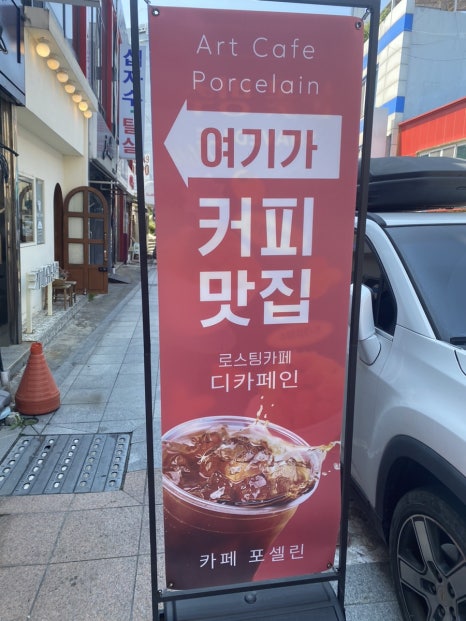 Art Cafe
Porcelain
여기가
커피
맛집
로스팅카페
디카페인
카페 포셀린